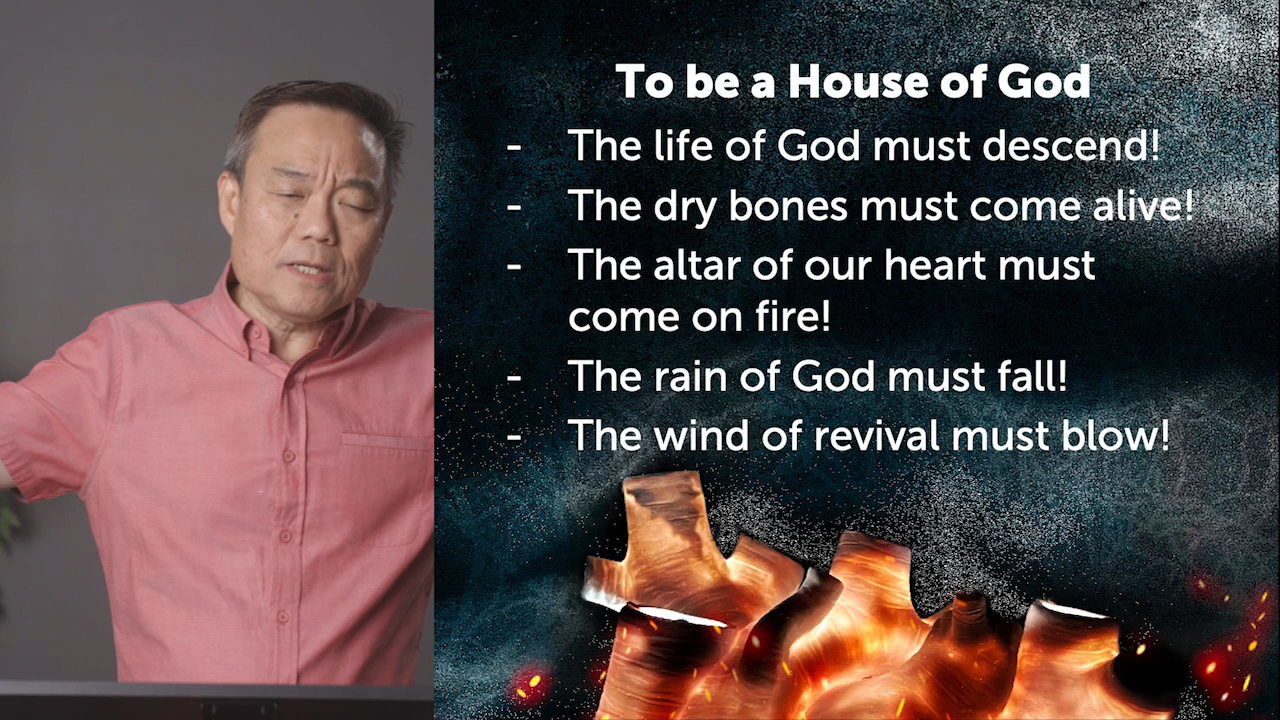 To be a House of God
- The life of God must descend!
- The dry bones must come alive!
- The altar of our heart must
come on fire!
- The rain of God must fall!
- The wind of revival must blow!